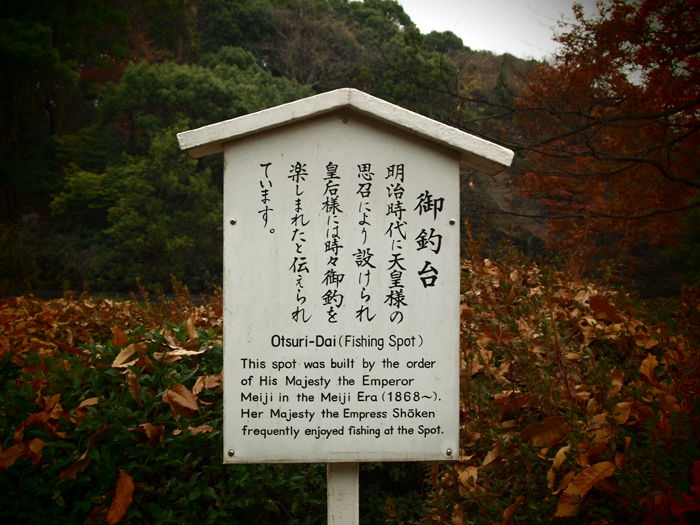 御釣台
明治時代に天皇様の
思召により設けられ
皇后様には時々御釣を
楽しまれたと伝えられ
ています。
Otsuri-Dai (Fishing Spot)
This spot was built by the order
of His Majesty the Emperor
Meiji in the Meiji Era (1868~).
Her Majesty the Empress Shōken
frequently enjoyed fishing at the Spot.